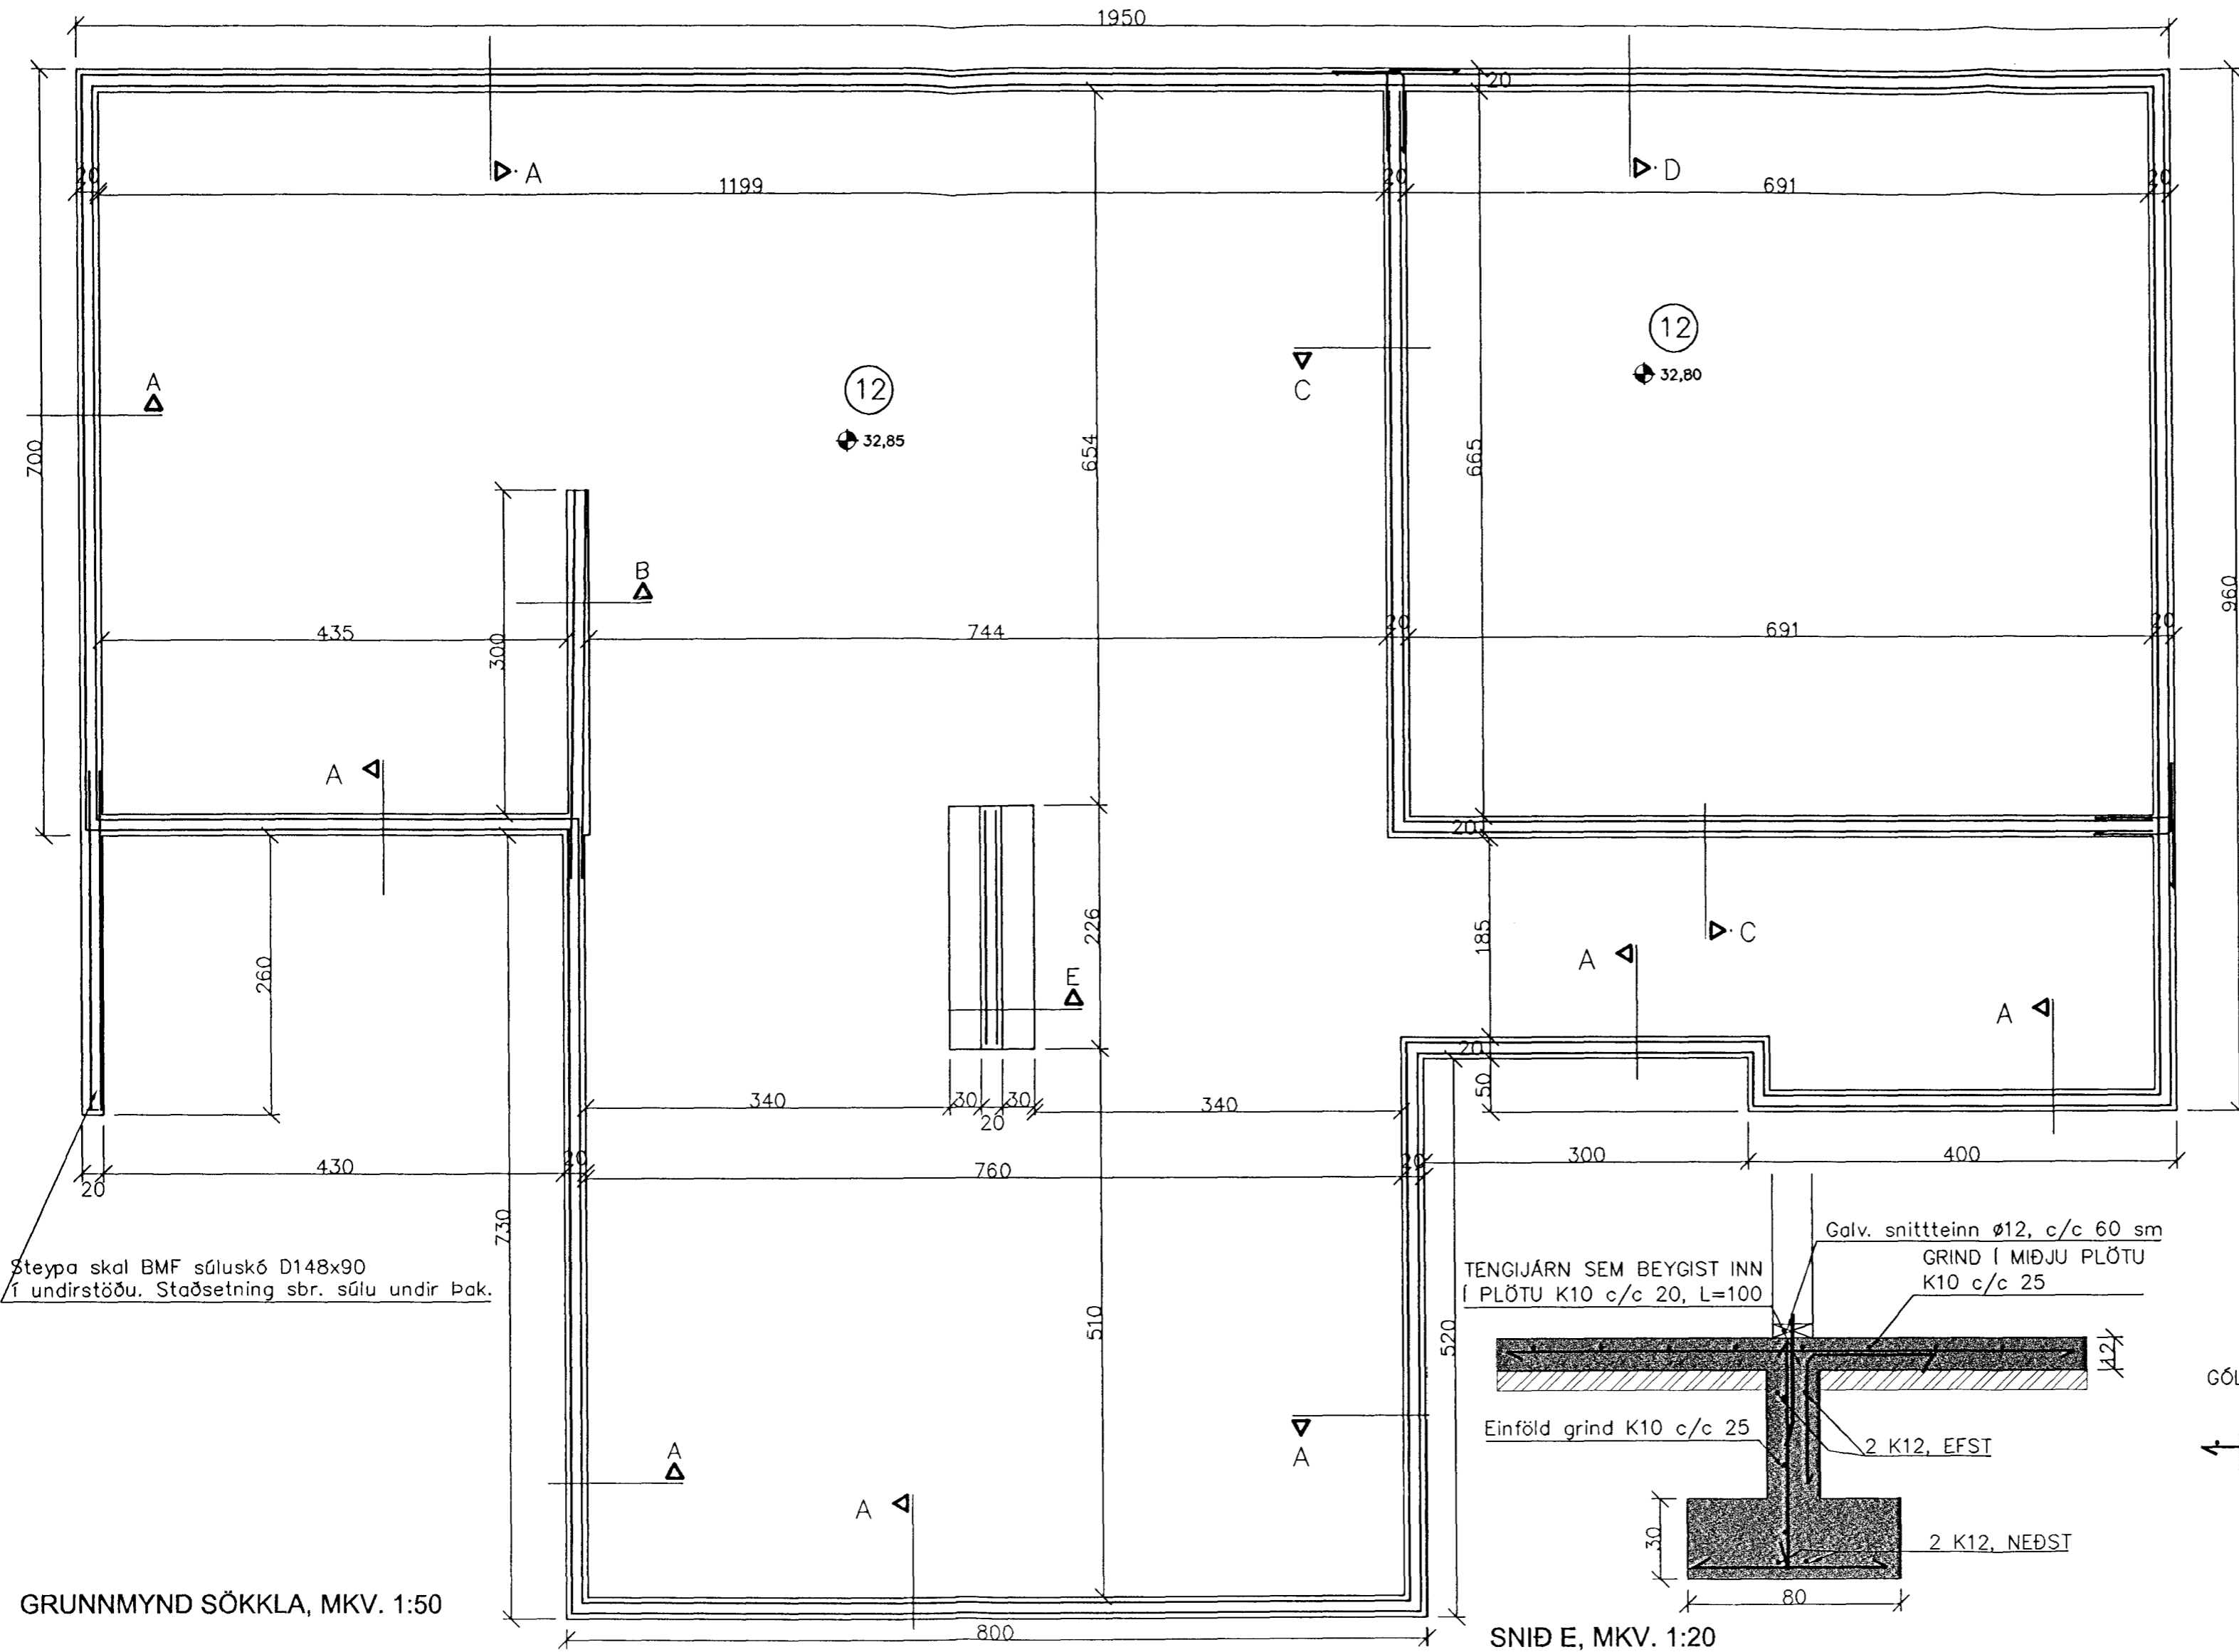 1950
20
A
D
20
1199
20
691
20
12
32,80
12
32,85
A
C
700
654
665
960
B
300
435
744
20
691
20
A
20
226
185
C
A
A
E
260
20
50
340
30
30
340
20
430
20
760
20
300
400
20
730
Steypa skal BMF súluskó D148x90
í undirstöðu. Staðsetning sbr. súlu undir Þak.
510
520
Galv. snittteinn ø12, c/c 60 sm
GRIND Í MIÐJU PLÖTU
K10 c/c 25
TENGIJÁRN SEM BEYGIST INN
Í PLÖTU K10 c/c 20, L=100
12
Einföld grind K10 c/c 25
2 K12, EFST
A
A
A
30
2 K12, NEÐST
80
GRUNNMYND SÖKKLA, MKV. 1:50
800
SNIÐ E, MKV. 1:20